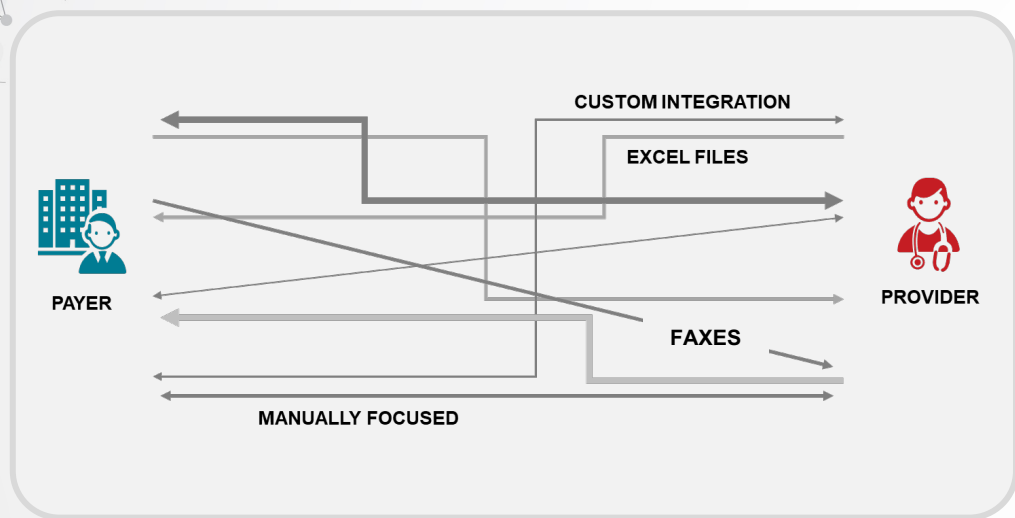 CUSTOM INTEGRATION
EXCEL FILES
PAYER
PROVIDER
FAXES
MANUALLY FOCUSED